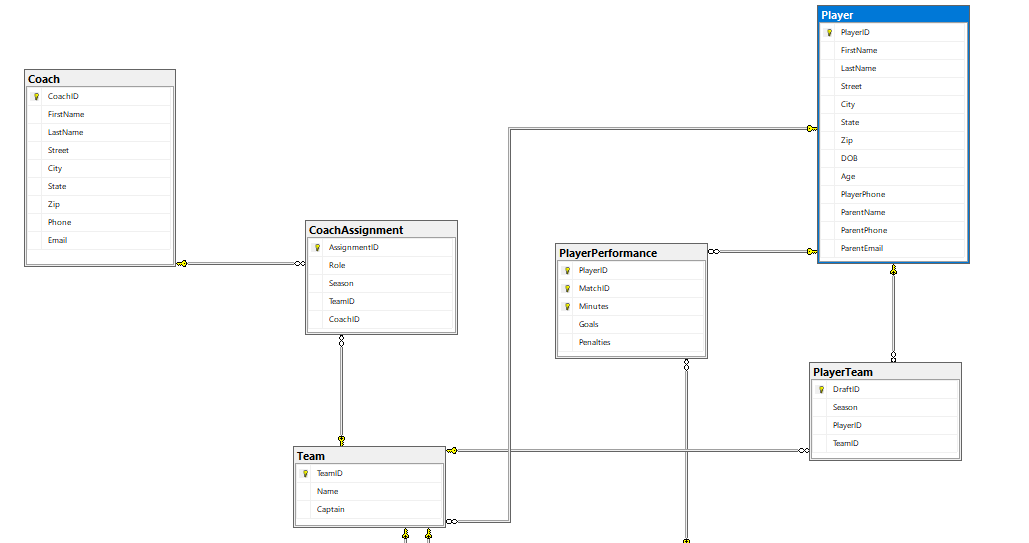 Player
PlayerID
FirstName
LastName
Street
City
State
Zip
DOB
Age
PlayerPhone
ParentName
ParentPhone
ParentEmail
Coach
CoachID
FirstName
LastName
Street
City
State
Zip
Phone
Email
CoachAssignment
AssignmentID
Role
Season
TeamID
CoachID
PlayerPerformance
PlayerID
MatchID
Minutes
Goals
Penalties
PlayerTeam
DraftID
Season
PlayerID
TeamID
Team
TeamID
Name
Captain